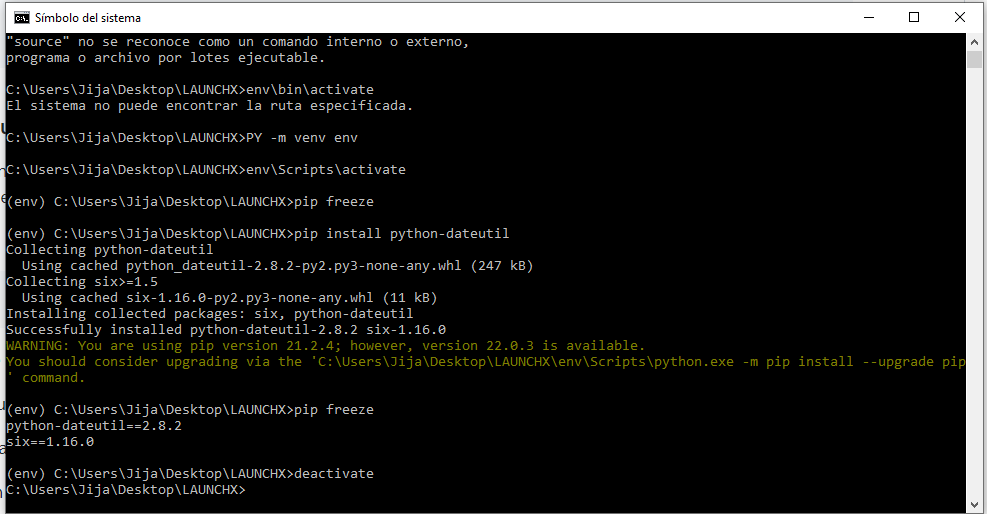 Símbolo del sistema
"source" no se reconoce como un comando interno o externo,
programa o archivo por lotes ejecutable.
C:\Users\Jija\Desktop\LAUNCHX>env\bin\activate
El sistema no puede encontrar la ruta especificada.
C:\Users\Jija\Desktop\LAUNCHX>PY -m venv env
C:\Users\Jija\Desktop\LAUNCHX>env\Scripts\activate
(env) C:\Users\Jija\Desktop\LAUNCHX>pip freeze
(env) C:\Users\Jija\Desktop\LAUNCHX>pip install python-dateutil
Collecting python-dateutil
  Using cached python_dateutil-2.8.2-py2.py3-none-any.whl (247 kB)
Collecting six>=1.5
  Using cached six-1.16.0-py2.py3-none-any.whl (11 kB)
Installing collected packages: six, python-dateutil
Successfully installed python-dateutil-2.8.2 six-1.16.0
WARNING: You are using pip version 21.2.4; however, version 22.0.3 is available.
You should consider upgrading via the 'C:\Users\Jija\Desktop\LAUNCHX\env\Scripts\python.exe -m pip install --upgrade pip
' command.
(env) C:\Users\Jija\Desktop\LAUNCHX>pip freeze
python-dateutil==2.8.2
six==1.16.0
(env) C:\Users\Jija\Desktop\LAUNCHX>deactivate
C:\Users\Jija\Desktop\LAUNCHX>